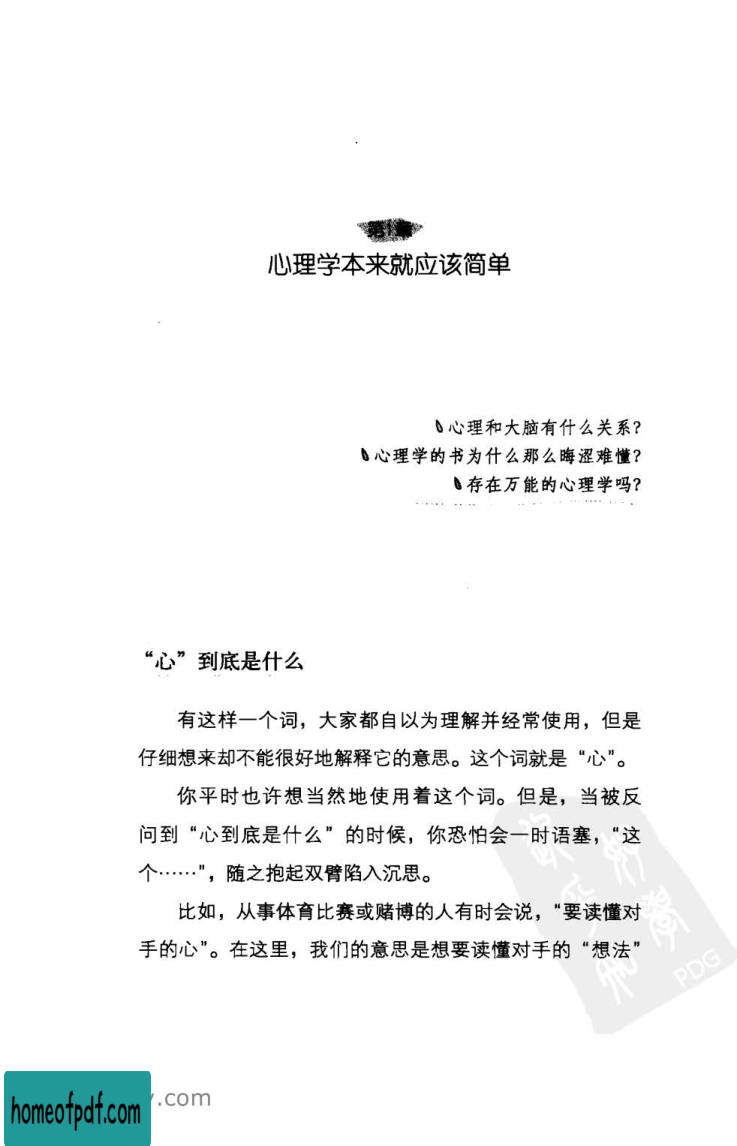 第1章
心理学本来就应该简单
心理和大脑有什么关系?
心理学的书为什么那么晦涩难懂?
存在万能的心理学吗?
“心”到底是什么
有这样一个词，大家都自以为理解并经常使用，但是
仔细想来却不能很好地解释它的意思。这个词就是“心”。
你平时也许想当然地使用着这个词。但是，当被反
问到“心到底是什么”的时候，你恐怕会一时语塞，“这
个……”，随之抱起双臂陷入沉思。
比如，从事体育比赛或赌博的人有时会说，“要读懂对
手的心”。在这里，我们的意思是想要读懂对手的“想法”
PDG
homeofpdf.com
.com